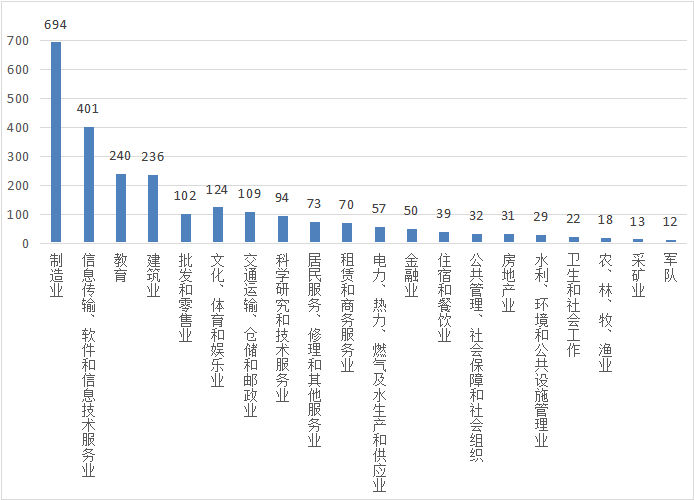 694
401
240
236
102
124
109
94
73
70
57
50
39
32
31
29
22
18
13
12
700
600
500
400
300
200
100
0
制造业
信息传输、软件和信息技术服务业
教育
建筑业
批发和零售业
文化、体育和娱乐业
交通运输、仓储和邮政业
科学研究和技术服务业
居民服务、修理和其他服务业
租赁和商务服务业
电力、热力、燃气及水生产和供应业
金融业
住宿和餐饮业
公共管理、社会保障和社会组织
房地产业
水利、环境和公共设施管理业
卫生和社会工作
农、林、牧、渔业
采矿业
军队